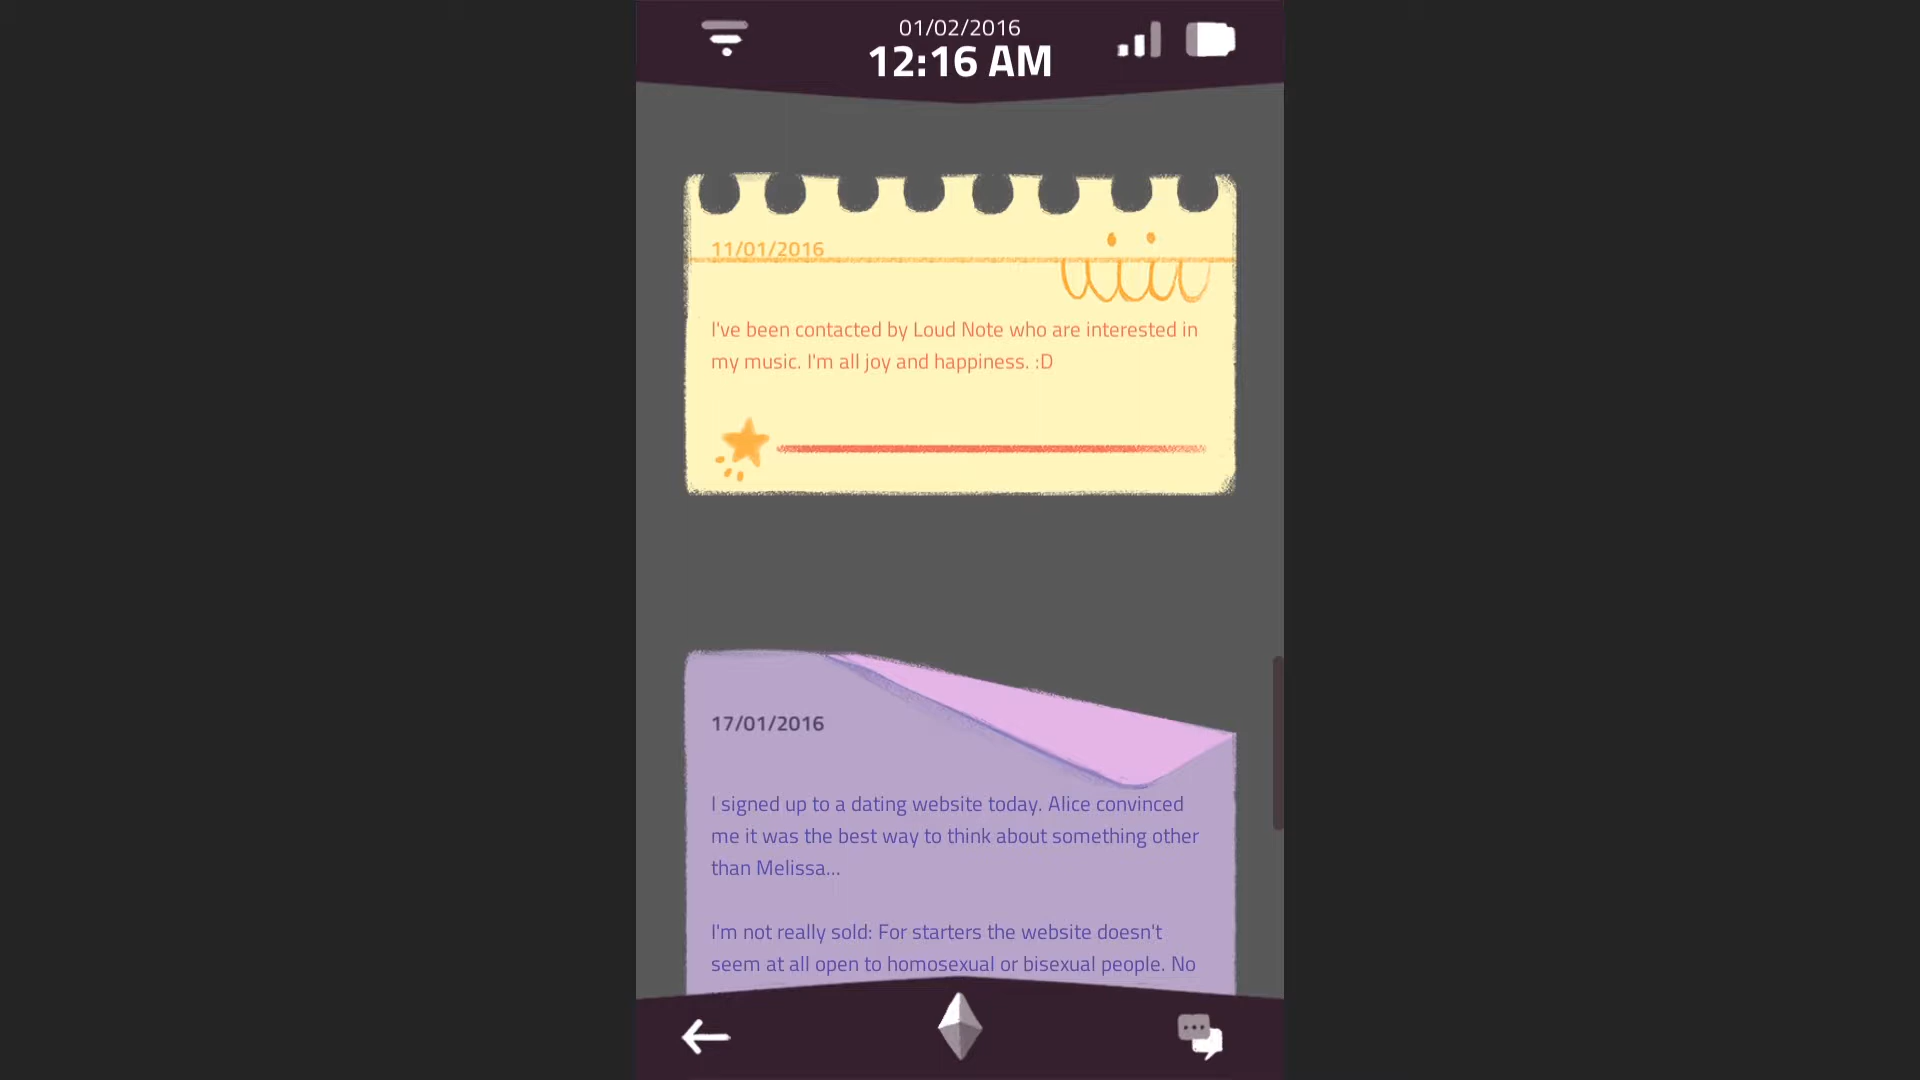 01/02/2016
12:16 AM
11/01/2016
I've been contacted by Loud Note who are interested in
my music. I'm all joy and happiness. :D
17/01/2016
I signed up to a dating website today. Alice convinced
me it was the best way to think about something other
than Melissa...
I'm not really sold: For starters the website doesn't
seem at all open to homosexual or bisexual people. No